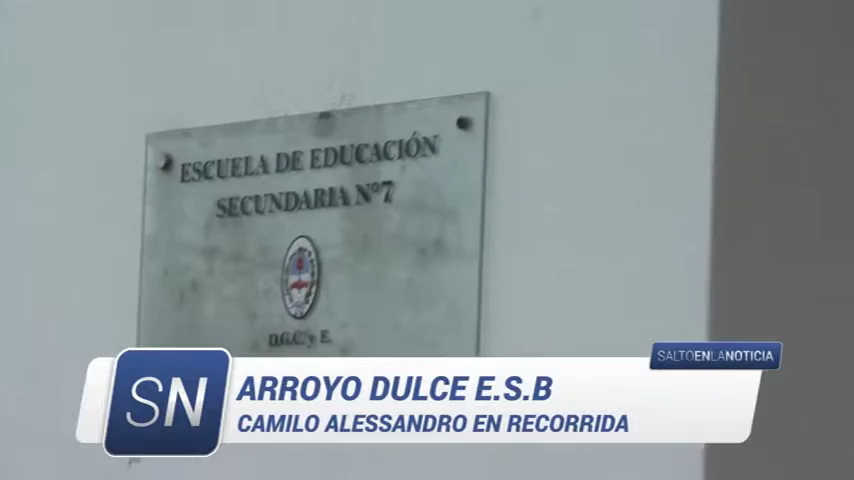 ESCUELA DE EDUCACIÓN
SECUNDARIA N°7
D.G.C. y E.
SALTOENLANOTICIA
SN
ARROYO DULCE E.S.B
CAMILO ALESSANDRO EN RECORRIDA